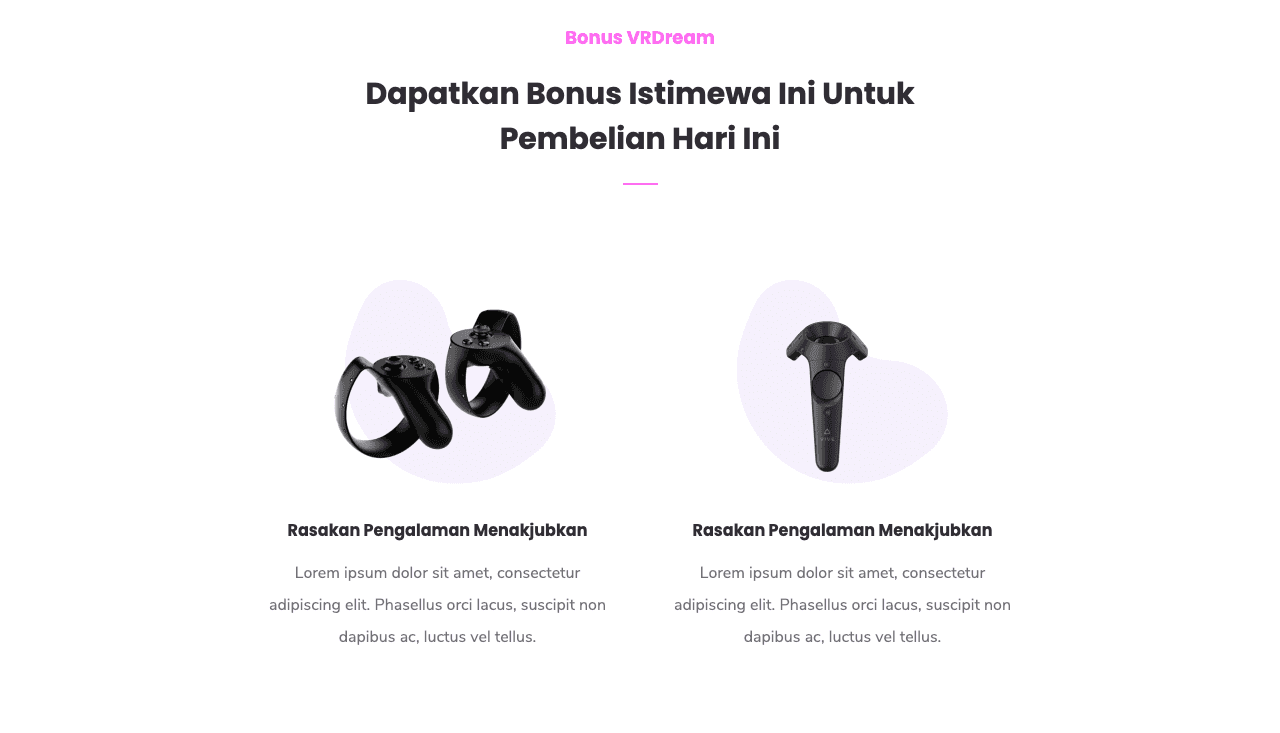 Bonus VRDream
Dapatkan Bonus Istimewa Ini Untuk
Pembelian Hari Ini
Rasakan Pengalaman Menakjubkan
Lorem ipsum dolor sit amet, consectetur
adipiscing elit. Phasellus orci lacus, suscipit non
dapibus ac, luctus vel tellus.
Rasakan Pengalaman Menakjubkan
Lorem ipsum dolor sit amet, consectetur
adipiscing elit. Phasellus orci lacus, suscipit non
dapibus ac, luctus vel tellus.